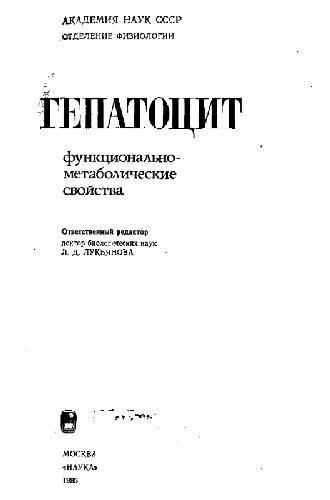 АКАДЕМИЯ НАУК СССР
ОТДЕЛЕНИЕ ФИЗИОЛОГИИ
ГЕПАТОЦИТ
функционально-
метаболические
свойства
Ответственный редактор
доктор биологических наук
Л. Д. ЛУКЬЯНОВА
МОСКВА
«НАУКА»